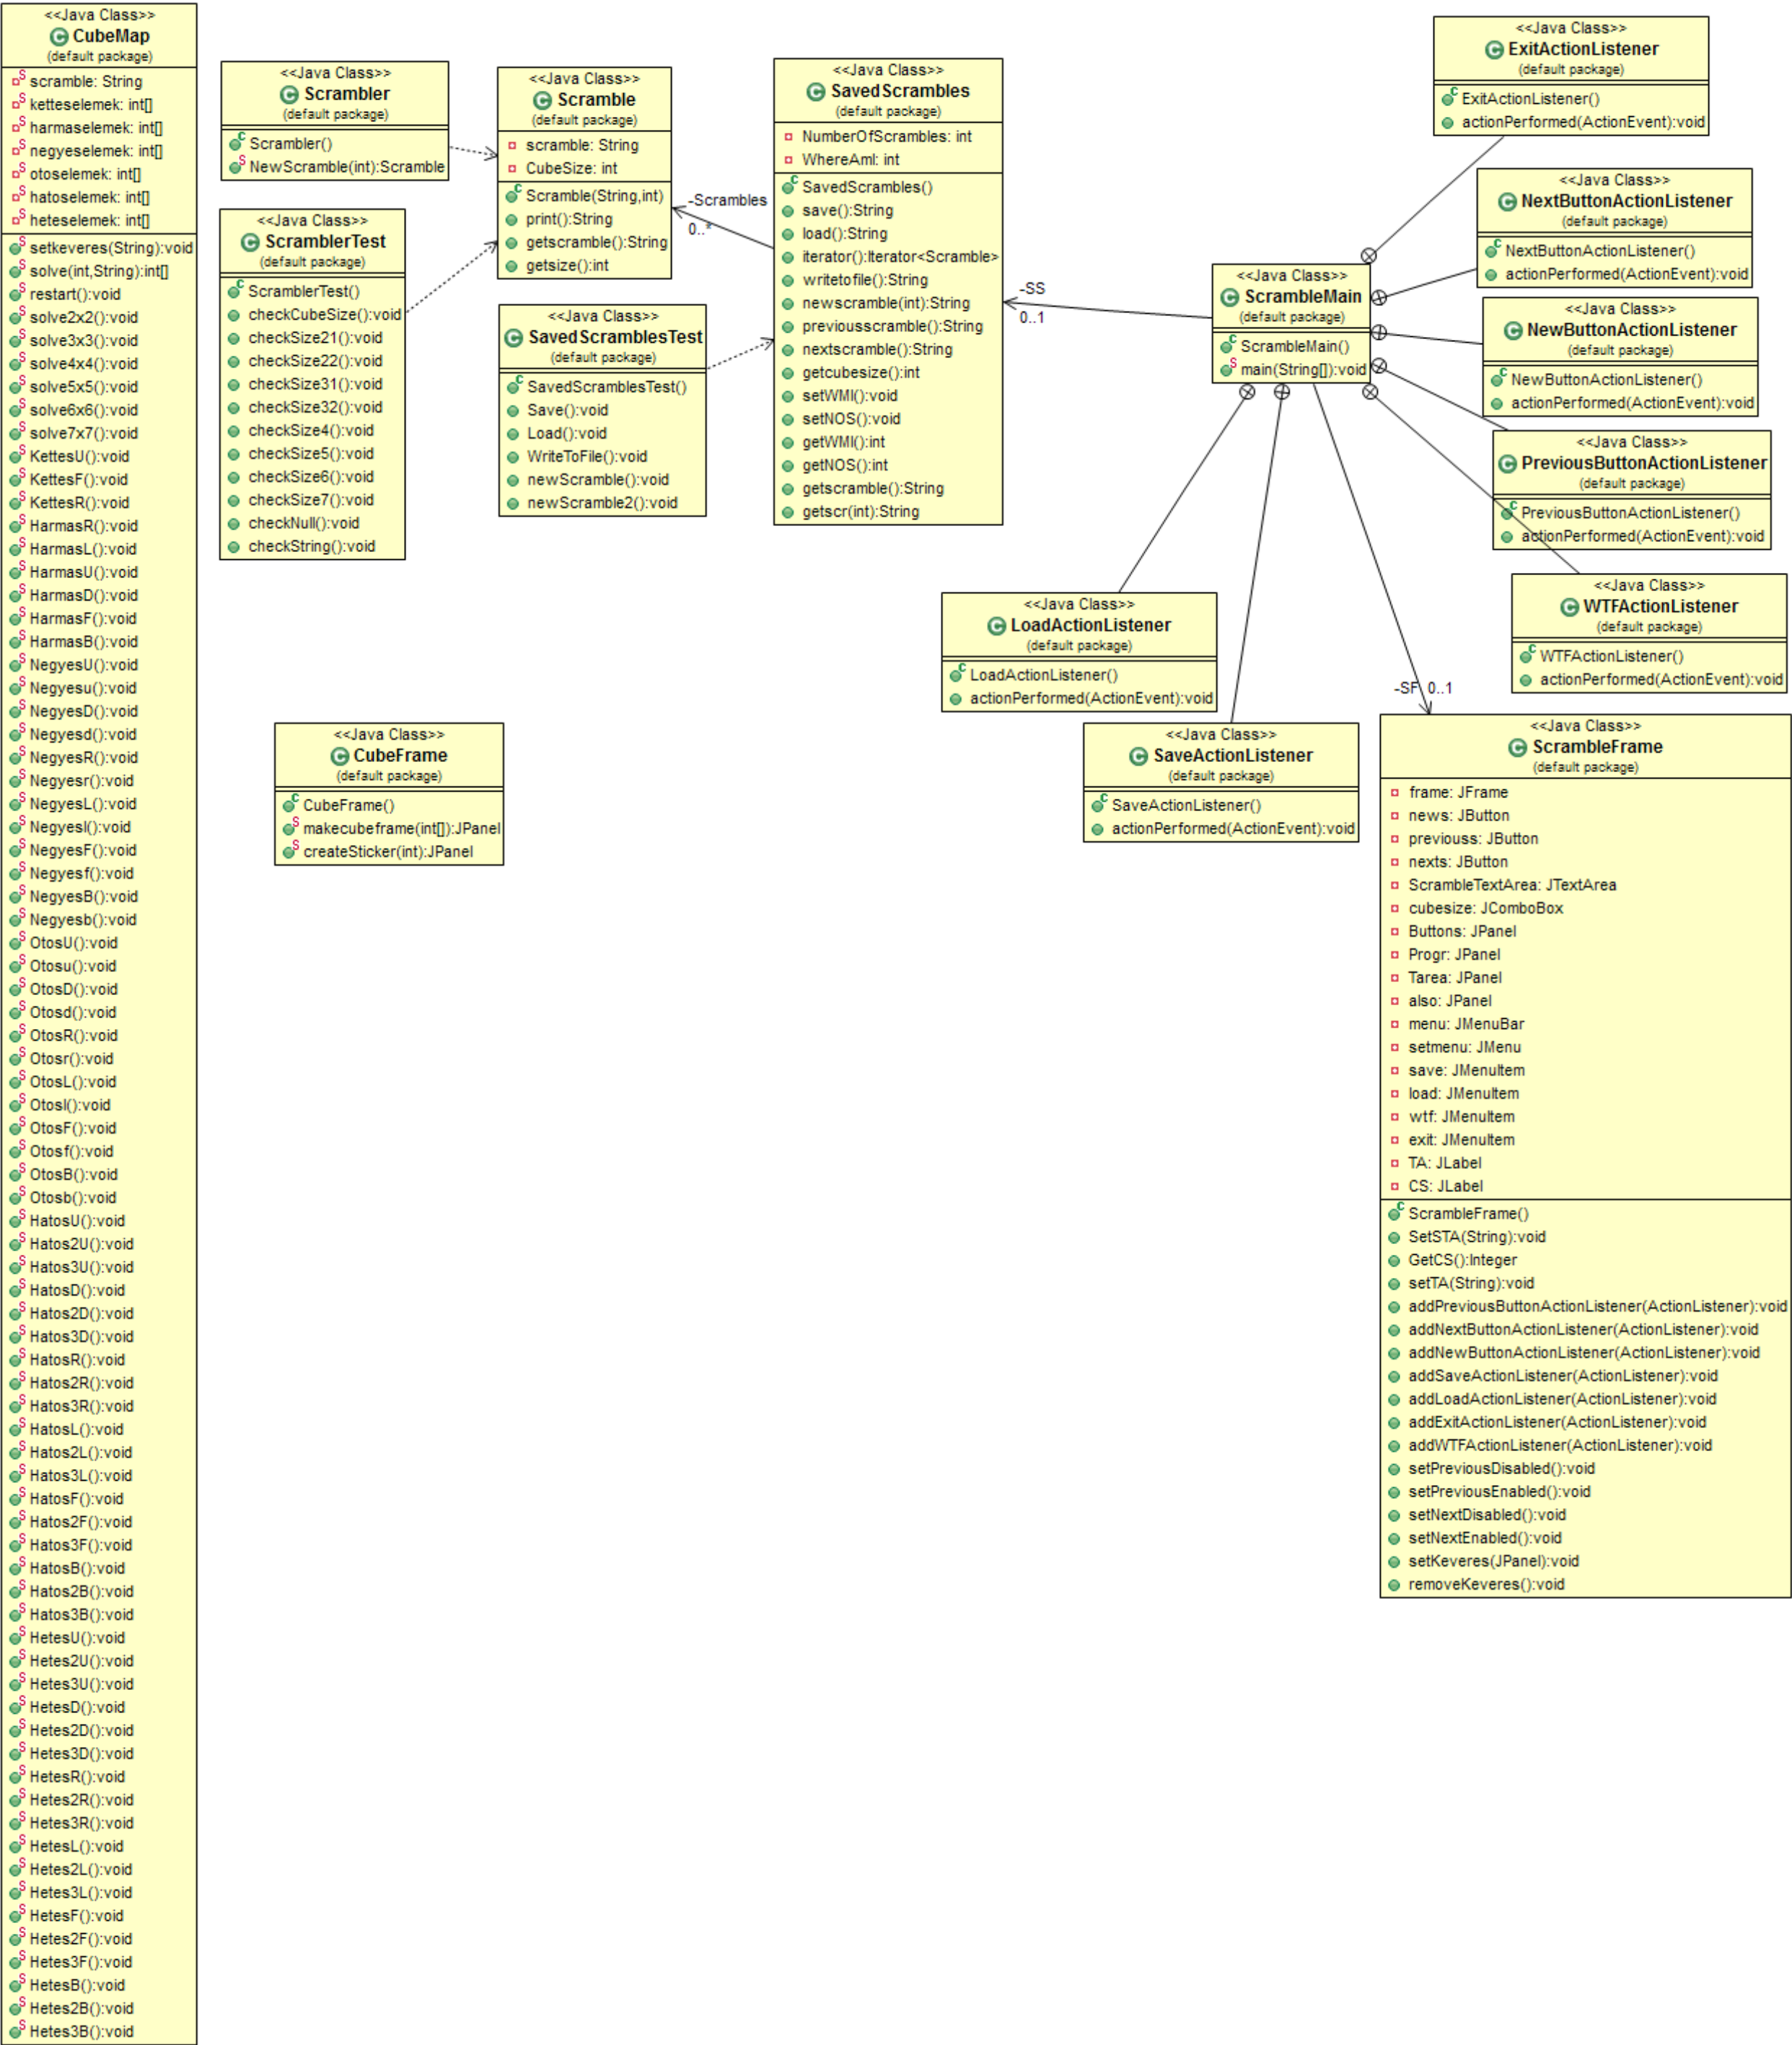 <<Java Class>>
CubeMap
(default package)
scramble: String
ketteselemek: int[]
harmaselemek: int[]
negyeselemek: int[]
otoselemek: int[]
hatoselemek: int[]
heteselemek: int[]
setkeveres(String):void
solve(int,String):int[]
restart():void
solve2x2():void
solve3x3():void
solve4x4():void
solve5x5():void
solve6x6():void
solve7x7():void
KettesU():void
KettesF():void
KettesR():void
HarmasR():void
HarmasL():void
HarmasU():void
HarmasD():void
HarmasF():void
HarmasB():void
NegyesU():void
Negyesu():void
NegyesD():void
Negyesd():void
NegyesR():void
Negyesr():void
NegyesL():void
Negyesl():void
NegyesF():void
Negyesf():void
NegyesB():void
Negyesb():void
OtosU():void
Otosu():void
OtosD():void
Otosd():void
OtosR():void
Otosr():void
OtosL():void
Otosl():void
OtosF():void
Otosf():void
OtosB():void
Otosb():void
HatosU():void
Hatos2U():void
Hatos3U():void
HatosD():void
Hatos2D():void
Hatos3D():void
HatosR():void
Hatos2R():void
Hatos3R():void
HatosL():void
Hatos2L():void
Hatos3L():void
HatosF():void
Hatos2F():void
Hatos3F():void
HatosB():void
Hatos2B():void
Hatos3B():void
HetesU():void
Hetes2U():void
Hetes3U():void
HetesD():void
Hetes2D():void
Hetes3D():void
HetesR():void
Hetes2R():void
Hetes3R():void
HetesL():void
Hetes2L():void
Hetes3L():void
HetesF():void
Hetes2F():void
Hetes3F():void
HetesB():void
Hetes2B():void
Hetes3B():void
<<Java Class>>
Scrambler
(default package)
Scrambler()
NewScramble(int):Scramble
<<Java Class>>
ScramblerTest
(default package)
ScramblerTest()
checkCubeSize():void
checkSize21():void
checkSize22():void
checkSize31():void
checkSize32():void
checkSize4():void
checkSize5():void
checkSize6():void
checkSize7():void
checkNull():void
checkString():void
<<Java Class>>
CubeFrame
(default package)
CubeFrame()
makecubeframe(int[]):JPanel
createSticker(int):JPanel
<<Java Class>>
Scramble
(default package)
scramble: String
CubeSize: int
Scramble(String,int)
print():String
getscramble():String
getsize():int
<<Java Class>>
SavedScramblesTest
(default package)
SavedScramblesTest()
Save():void
Load():void
WriteToFile():void
newScramble():void
newScramble2():void
-Scrambles
0..*
<<Java Class>>
SavedScrambles
(default package)
NumberOfScrambles: int
WhereAmI: int
SavedScrambles()
save():String
load():String
iterator():Iterator<Scramble>
writetofile():String
newscramble(int):String
previousscramble():String
nextscramble():String
getcubesize():int
setWMI():void
setNOS():void
getWMI():int
getNOS():int
getscramble():String
getscr(int):String
-SS
0..1
<<Java Class>>
ScrambleMain
(default package)
ScrambleMain()
main(String[]):void
<<Java Class>>
ExitActionListener
(default package)
ExitActionListener()
actionPerformed(ActionEvent):void
<<Java Class>>
NextButtonActionListener
(default package)
NextButtonActionListener()
actionPerformed(ActionEvent):void
<<Java Class>>
NewButtonActionListener
(default package)
NewButtonActionListener()
actionPerformed(ActionEvent):void
<<Java Class>>
PreviousButtonActionListener
(default package)
PreviousButtonActionListener()
actionPerformed(ActionEvent):void
<<Java Class>>
WTFActionListener
(default package)
WTFActionListener()
actionPerformed(ActionEvent):void
<<Java Class>>
LoadActionListener
(default package)
LoadActionListener()
actionPerformed(ActionEvent):void
<<Java Class>>
SaveActionListener
(default package)
SaveActionListener()
actionPerformed(ActionEvent):void
-SF 0..1
<<Java Class>>
ScrambleFrame
(default package)
frame: JFrame
news: JButton
previouss: JButton
nexts: JButton
ScrambleTextArea: JTextArea
cubesize: JComboBox
Buttons: JPanel
Progr: JPanel
Tarea: JPanel
also: JPanel
menu: JMenuBar
setmenu: JMenu
save: JMenuItem
load: JMenuItem
wtf: JMenuItem
exit: JMenuItem
TA: JLabel
CS: JLabel
ScrambleFrame()
SetSTA(String):void
GetCS():Integer
setTA(String):void
addPreviousButtonActionListener(ActionListener):void
addNextButtonActionListener(ActionListener):void
addNewButtonActionListener(ActionListener):void
addSaveActionListener(ActionListener):void
addLoadActionListener(ActionListener):void
addExitActionListener(ActionListener):void
addWTFActionListener(ActionListener):void
setPreviousDisabled():void
setPreviousEnabled():void
setNextDisabled():void
setNextEnabled():void
setKeveres(JPanel):void
removeKeveres():void